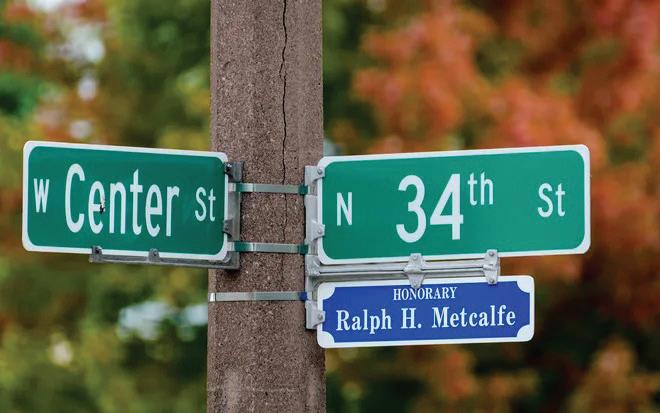 W Center St
N 34th St
HONORARY
Ralph H. Metcalfe